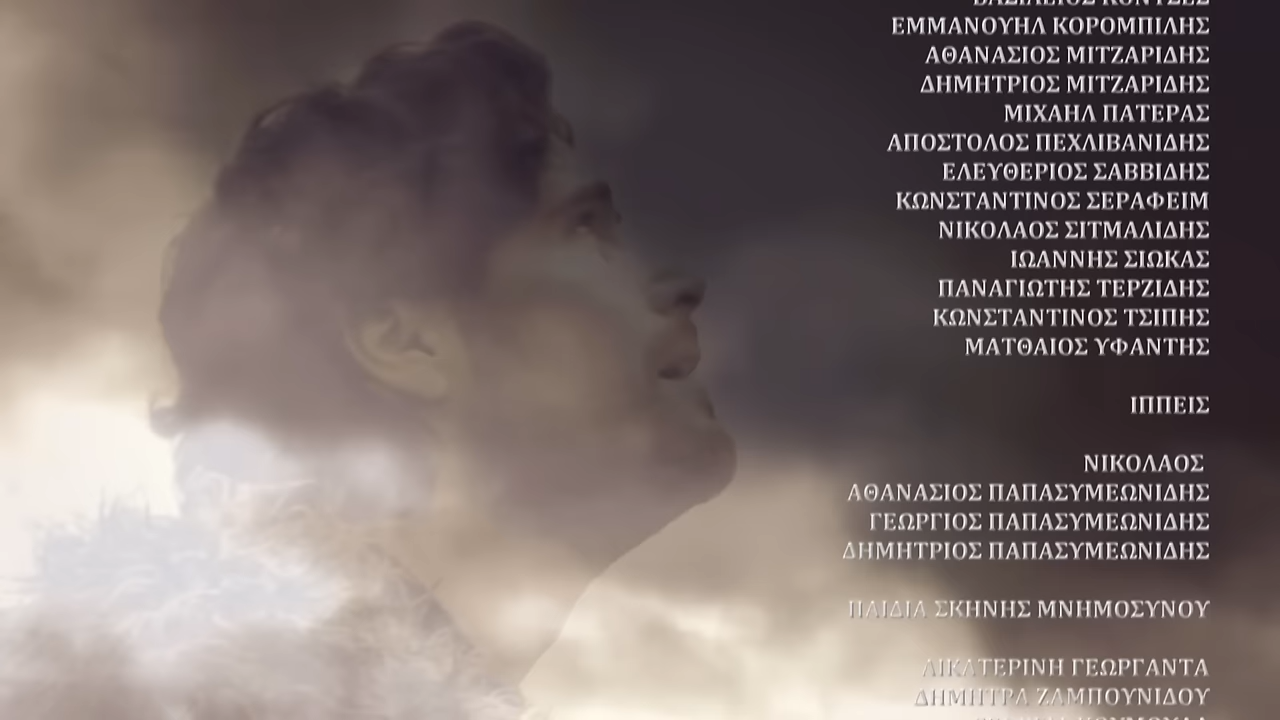 ΕΜΜΑΝΟΥΗΛ ΚΟΡΟΜΠΙΛΗΣ
ΑΘΑΝΑΣΙΟΣ ΜΙΤΖΑΡΙΔΗΣ
ΔΗΜΗΤΡΙΟΣ ΜΙΤΖΑΡΙΔΗΣ
ΜΙΧΑΗΛ ΠΑΤΕΡΑΣ
ΑΠΟΣΤΟΛΟΣ ΠΕΧΛΙΒΑΝΙΔΗΣ
ΕΛΕΥΘΕΡΙΟΣ ΣΑΒΒΙΔΗΣ
ΚΩΝΣΤΑΝΤΙΝΟΣ ΣΕΡΑΦΕΙΜ
ΝΙΚΟΛΑΟΣ ΣΙΤΜΑΛΙΔΗΣ
ΙΩΑΝΝΗΣ ΣΙΩΚΑΣ
ΠΑΝΑΓΙΩΤΗΣ ΤΕΡΖΙΔΗΣ
ΚΩΝΣΤΑΝΤΙΝΟΣ ΤΣΙΠΗΣ
ΜΑΤΘΑΙΟΣ ΥΦΑΝΤΗΣ
ΙΠΠΕΙΣ
ΝΙΚΟΛΑΟΣ
ΑΘΑΝΑΣΙΟΣ ΠΑΠΑΣΥΜΕΩΝΙΔΗΣ
ΓΕΩΡΓΙΟΣ ΠΑΠΑΣΥΜΕΩΝΙΔΗΣ
ΔΗΜΗΤΡΙΟΣ ΠΑΠΑΣΥΜΕΩΝΙΔΗΣ
ΠΑΙΔΙΑ ΣΚΗΝΗΣ ΜΝΗΜΟΣΥΝΟΥ
ΑΙΚΑΤΕΡΙΝΗ ΓΕΩΡΓΑΝΤΑ
ΔΗΜΗΤΡΑ ΖΑΜΠΟΥΝΙΔΟΥ